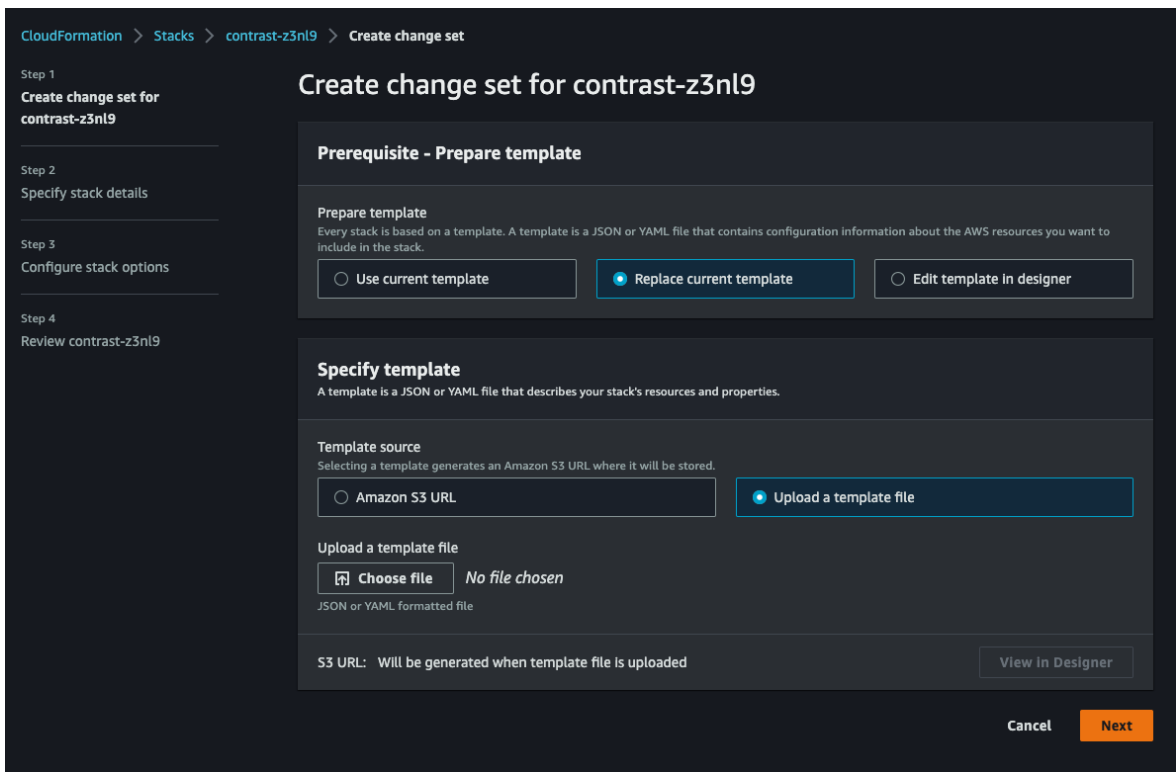 CloudFormation > Stacks > contrast-z3nl9 > Create change set
Step 1
Create change set for
contrast-z3nl9
Step 2
Specify stack details
Step 3
Configure stack options
Step 4
Review contrast-z3nl9
Create change set for contrast-z3nl9
Prerequisite - Prepare template
Prepare template
Every stack is based on a template. A template is a JSON or YAML file that contains configuration information about the AWS resources you want to
include in the stack.
Use current template
Replace current template
Edit template in designer
Specify template
A template is a JSON or YAML file that describes your stack's resources and properties.
Template source
Selecting a template generates an Amazon S3 URL where it will be stored.
Amazon S3 URL
Upload a template file
Upload a template file
Choose file No file chosen
JSON or YAML formatted file
S3 URL: Will be generated when template file is uploaded
View in Designer
Cancel
Next